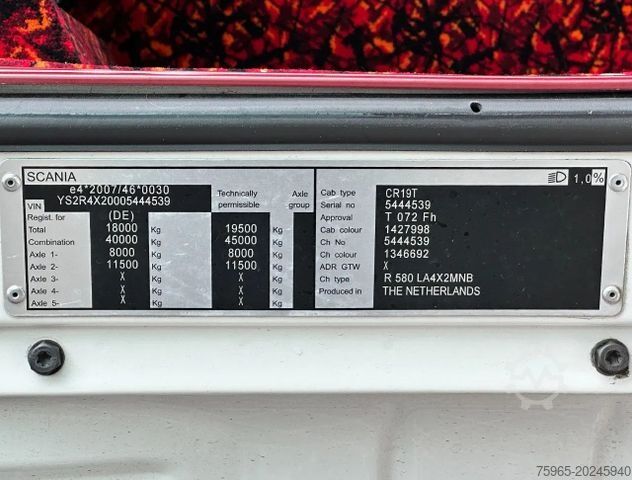 SCANIA
e4*2007/46*0030
VIN YS2R4X20005444539 Technically permissible Axle group
Regist. for (DE)
Total 18000 Kg 19500 Kg
Combination 40000 Kg 45000 Kg
Axle 1- 8000 Kg 8000 Kg
Axle 2- 11500 Kg 11500 Kg
Axle 3- X Kg X Kg
Axle 4- X Kg X Kg
Axle 5- X Kg X Kg
1,0%
Cab type CR19T
Serial no 5444539
Approval T 072 Fh
Cab colour 1427998
Ch No 5444539
Ch colour 1346692
ADR GTW X
Ch type R 580 LA4X2MNB
Produced in THE NETHERLANDS
75965-20245940